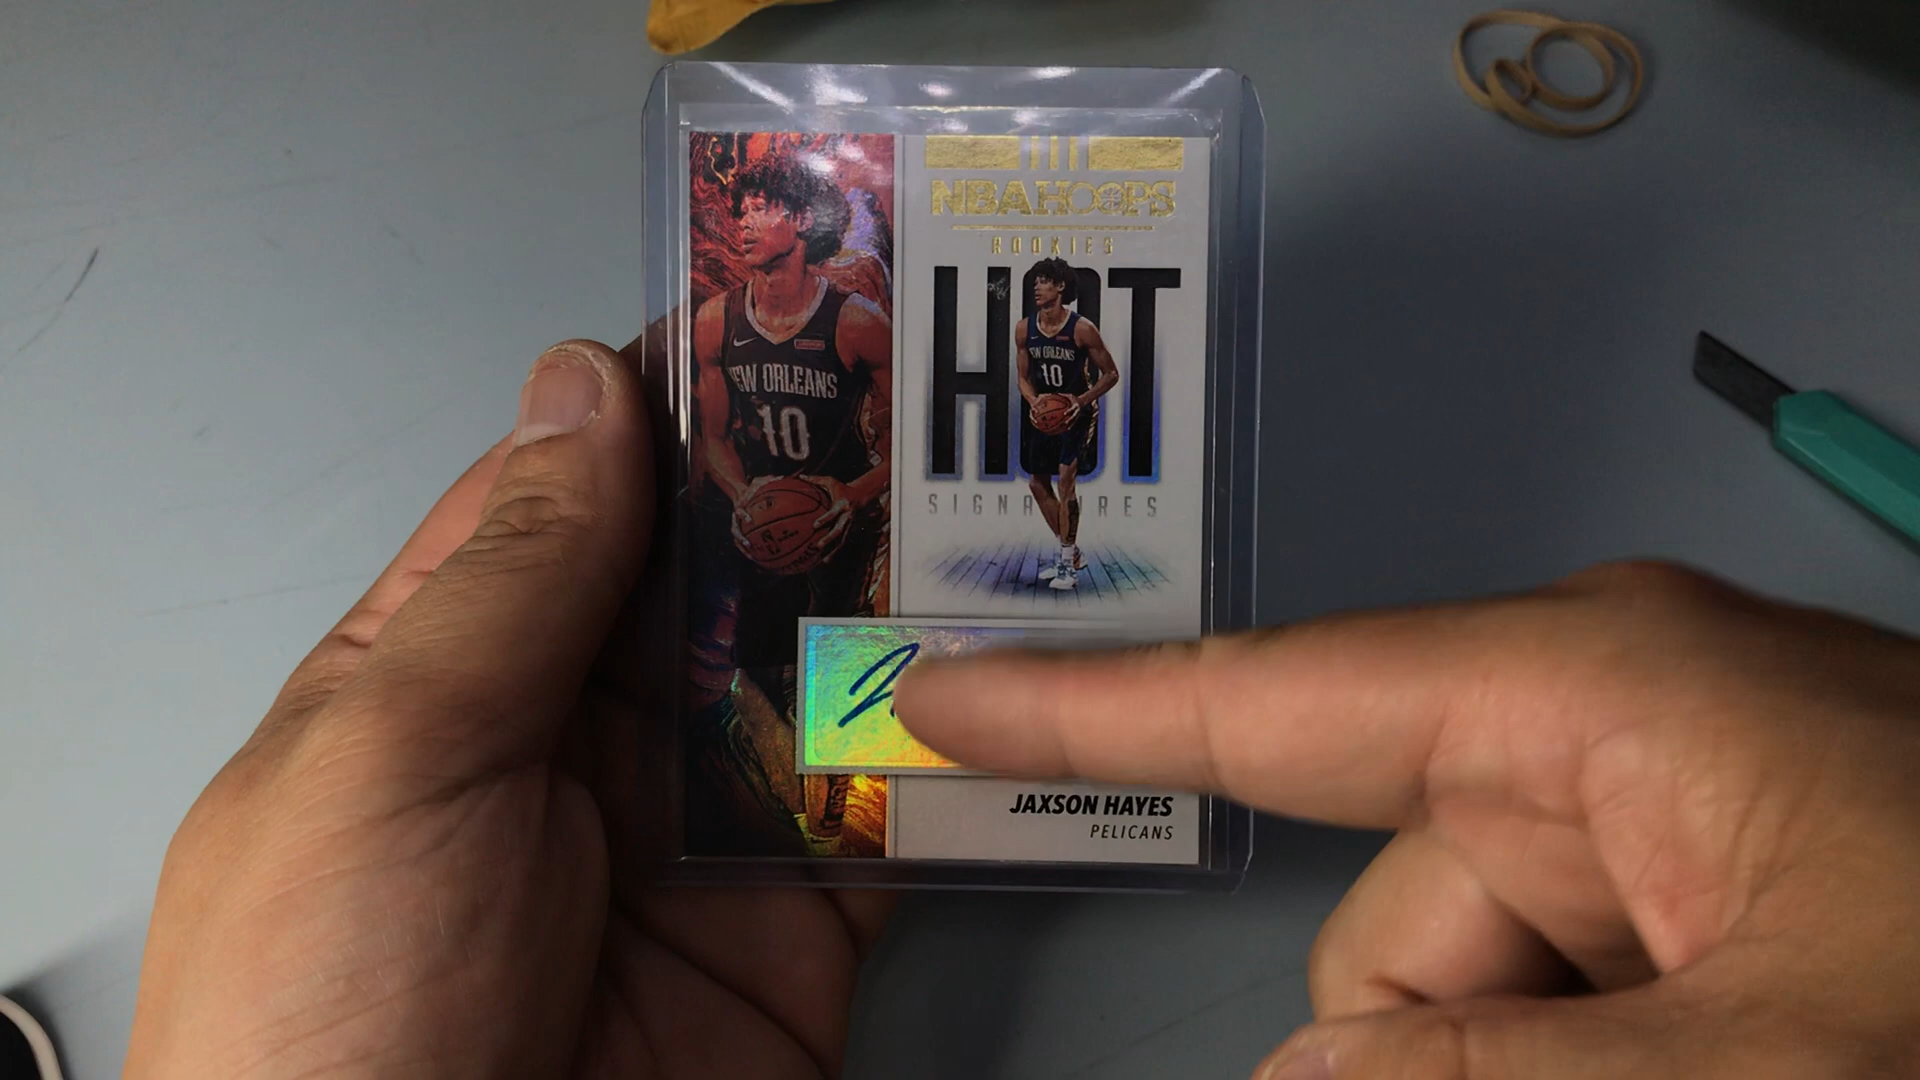 NBA HOOPS
ROOKIES
HOT
NEW ORLEANS
10
NEW ORLEANS
10
JAXSON HAYES
PELICANS